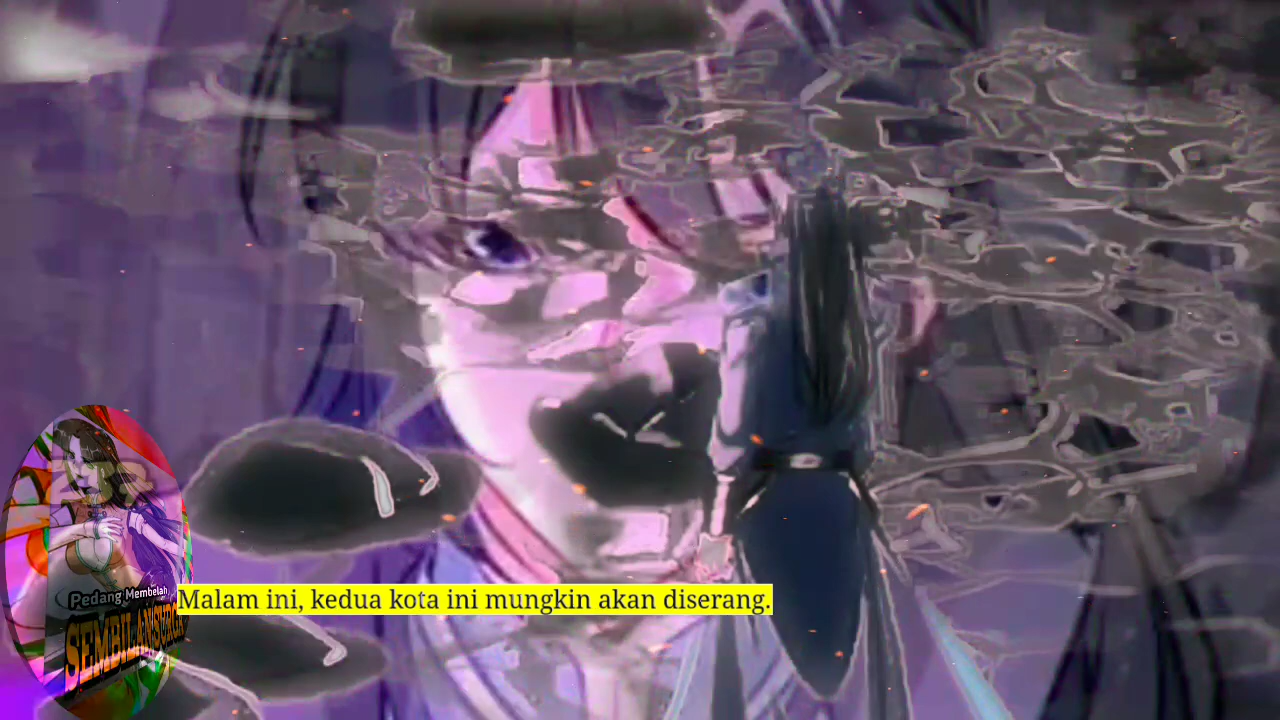 Malam ini, kedua kota ini mungkin akan diserang.
Pedang Membelah
SEMBILAN SURGA